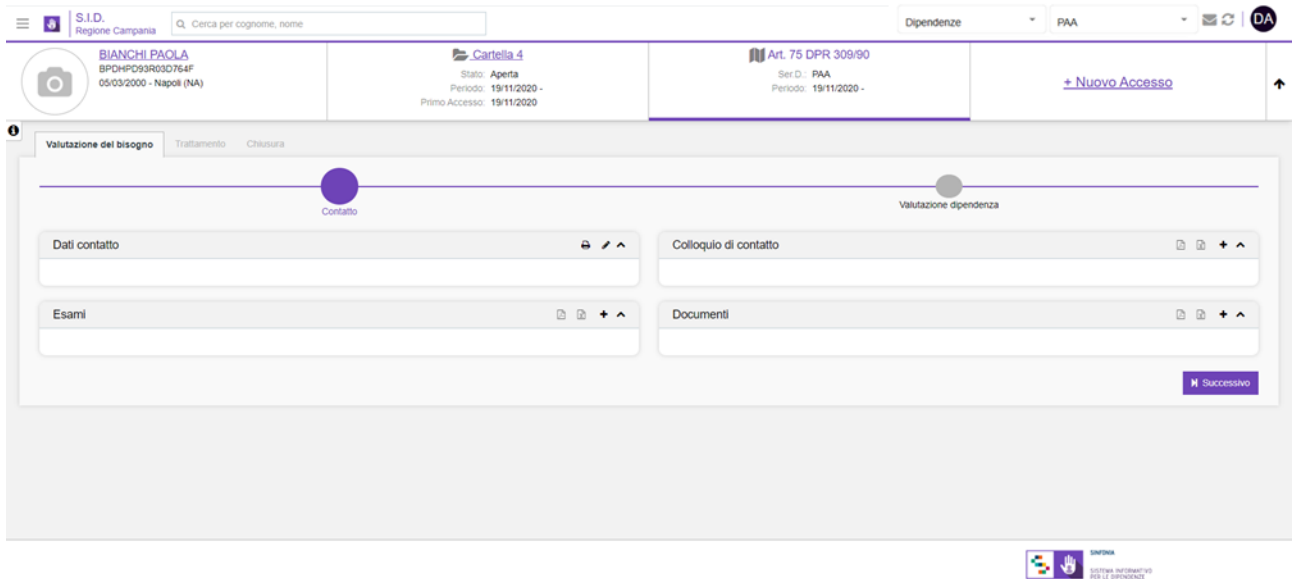 S.I.D.
Regione Campania
Cerca per cognome, nome
Dipendenze
PAA
DA
BIANCHI PAOLA
BPDHPD93R03D764F
05/03/2000 - Napoli (NA)
Cartella 4
Stato: Aperta
Periodo: 19/11/2020 -
Primo Accesso: 19/11/2020
Art. 75 DPR 309/90
Ser.D.: PAA
Periodo: 19/11/2020 -
+ Nuovo Accesso
Valutazione del bisogno
Trattamento
Chiusura
Contatto
Valutazione dipendenza
Dati contatto
Colloquio di contatto
Esami
Documenti
Successivo
SINFONIA
SISTEMA INFORMATIVO
PER LE DIPENDENZE